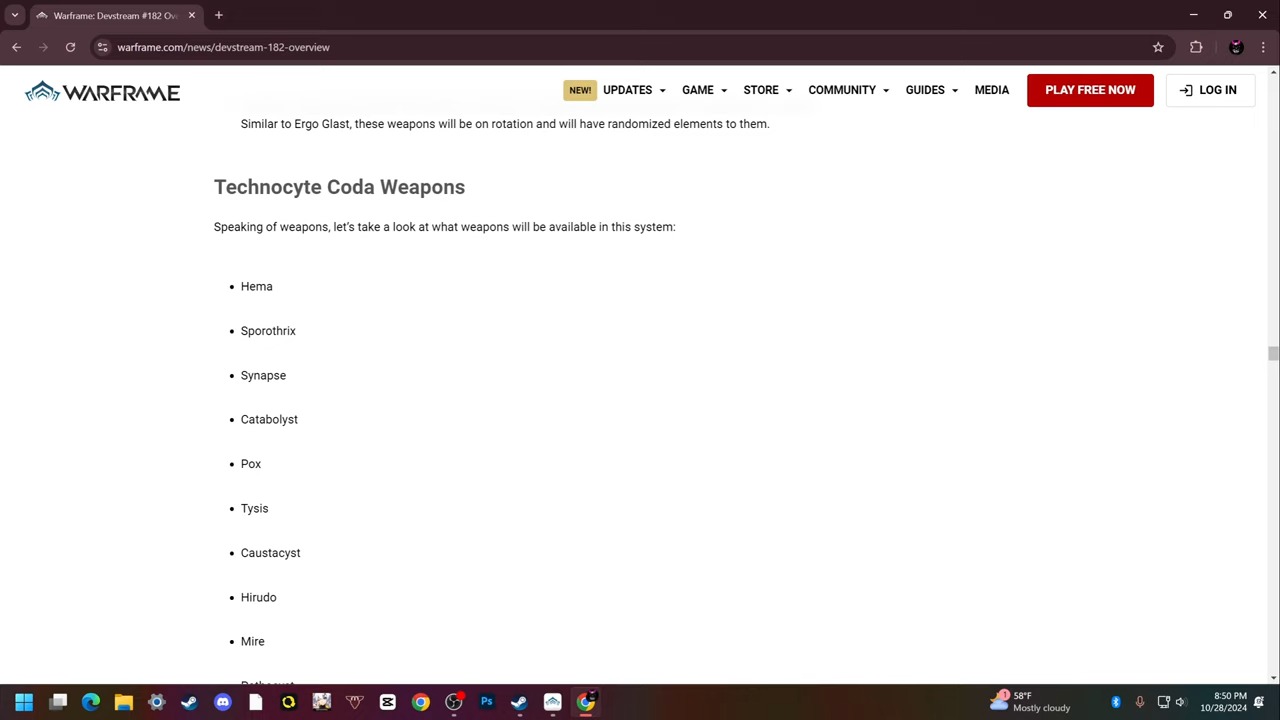 Warframe: Devstream #182 Ov
warframe.com/news/devstream-182-overview
WARFRAME
NEW!
UPDATES
GAME
STORE
COMMUNITY
GUIDES
MEDIA
PLAY FREE NOW
LOG IN
Similar to Ergo Glast, these weapons will be on rotation and will have randomized elements to them.
Technocyte Coda Weapons
Speaking of weapons, let's take a look at what weapons will be available in this system:
Hema
Sporothrix
Synapse
Catabolyst
Pox
Tysis
Caustacyst
Hirudo
Mire
1
58°F
Mostly cloudy
8:50 PM
10/28/2024